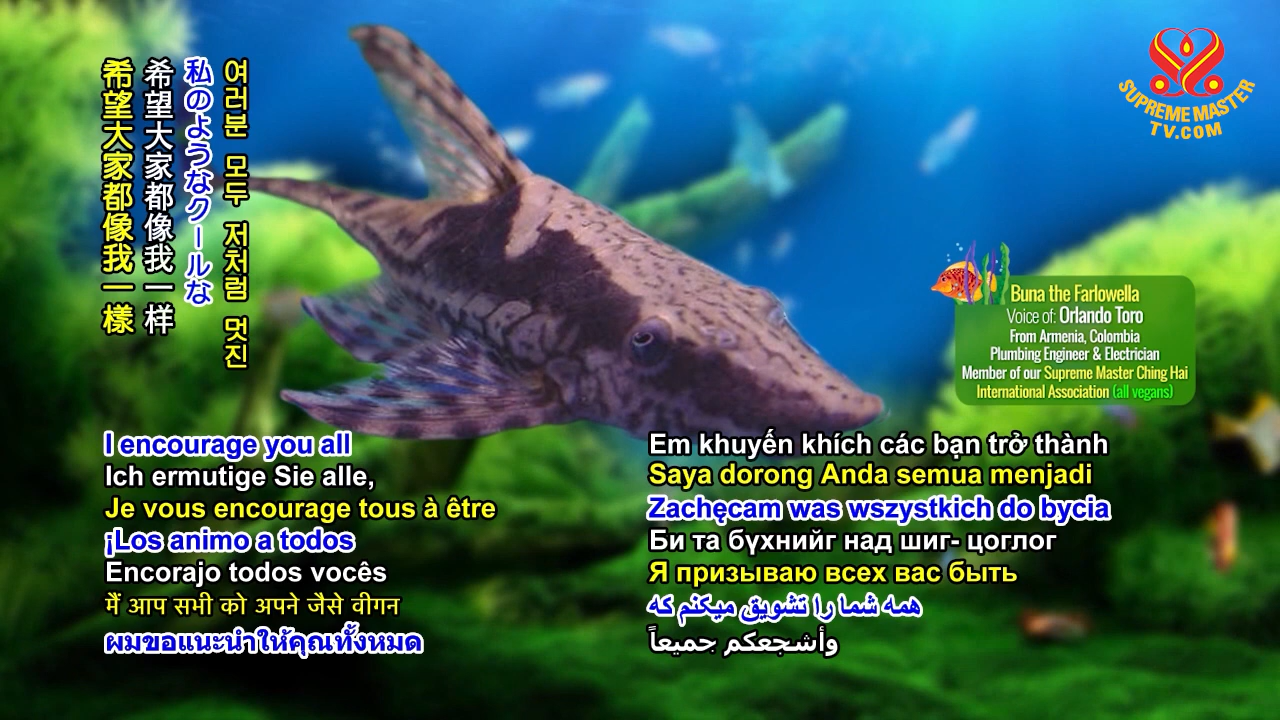 希望大家都像我一樣
希望大家都像我一样
私のようなクールな
여러분 모두 저처럼 멋진
SUPREME MASTER
TV.COM
Buna the Farlowella
Voice of: Orlando Toro
From Armenia, Colombia
Plumbing Engineer & Electrician
Member of our Supreme Master Ching Hai
International Association (all vegans)
I encourage you all
Ich ermutige Sie alle,
Je vous encourage tous à être
¡Los animo a todos
Encorajo todos vocês
मैं आप सभी को अपने जैसे वीगन
ผมขอแนะนำให้คุณทั้งหมด
Em khuyến khích các bạn trở thành
Saya dorong Anda semua menjadi
Zachęcam was wszystkich do bycia
Би та бүхнийг над шиг- цоглог
Я призываю всех вас быть
همه شما را تشویق میکنم که
وأشجعكم جميعاً